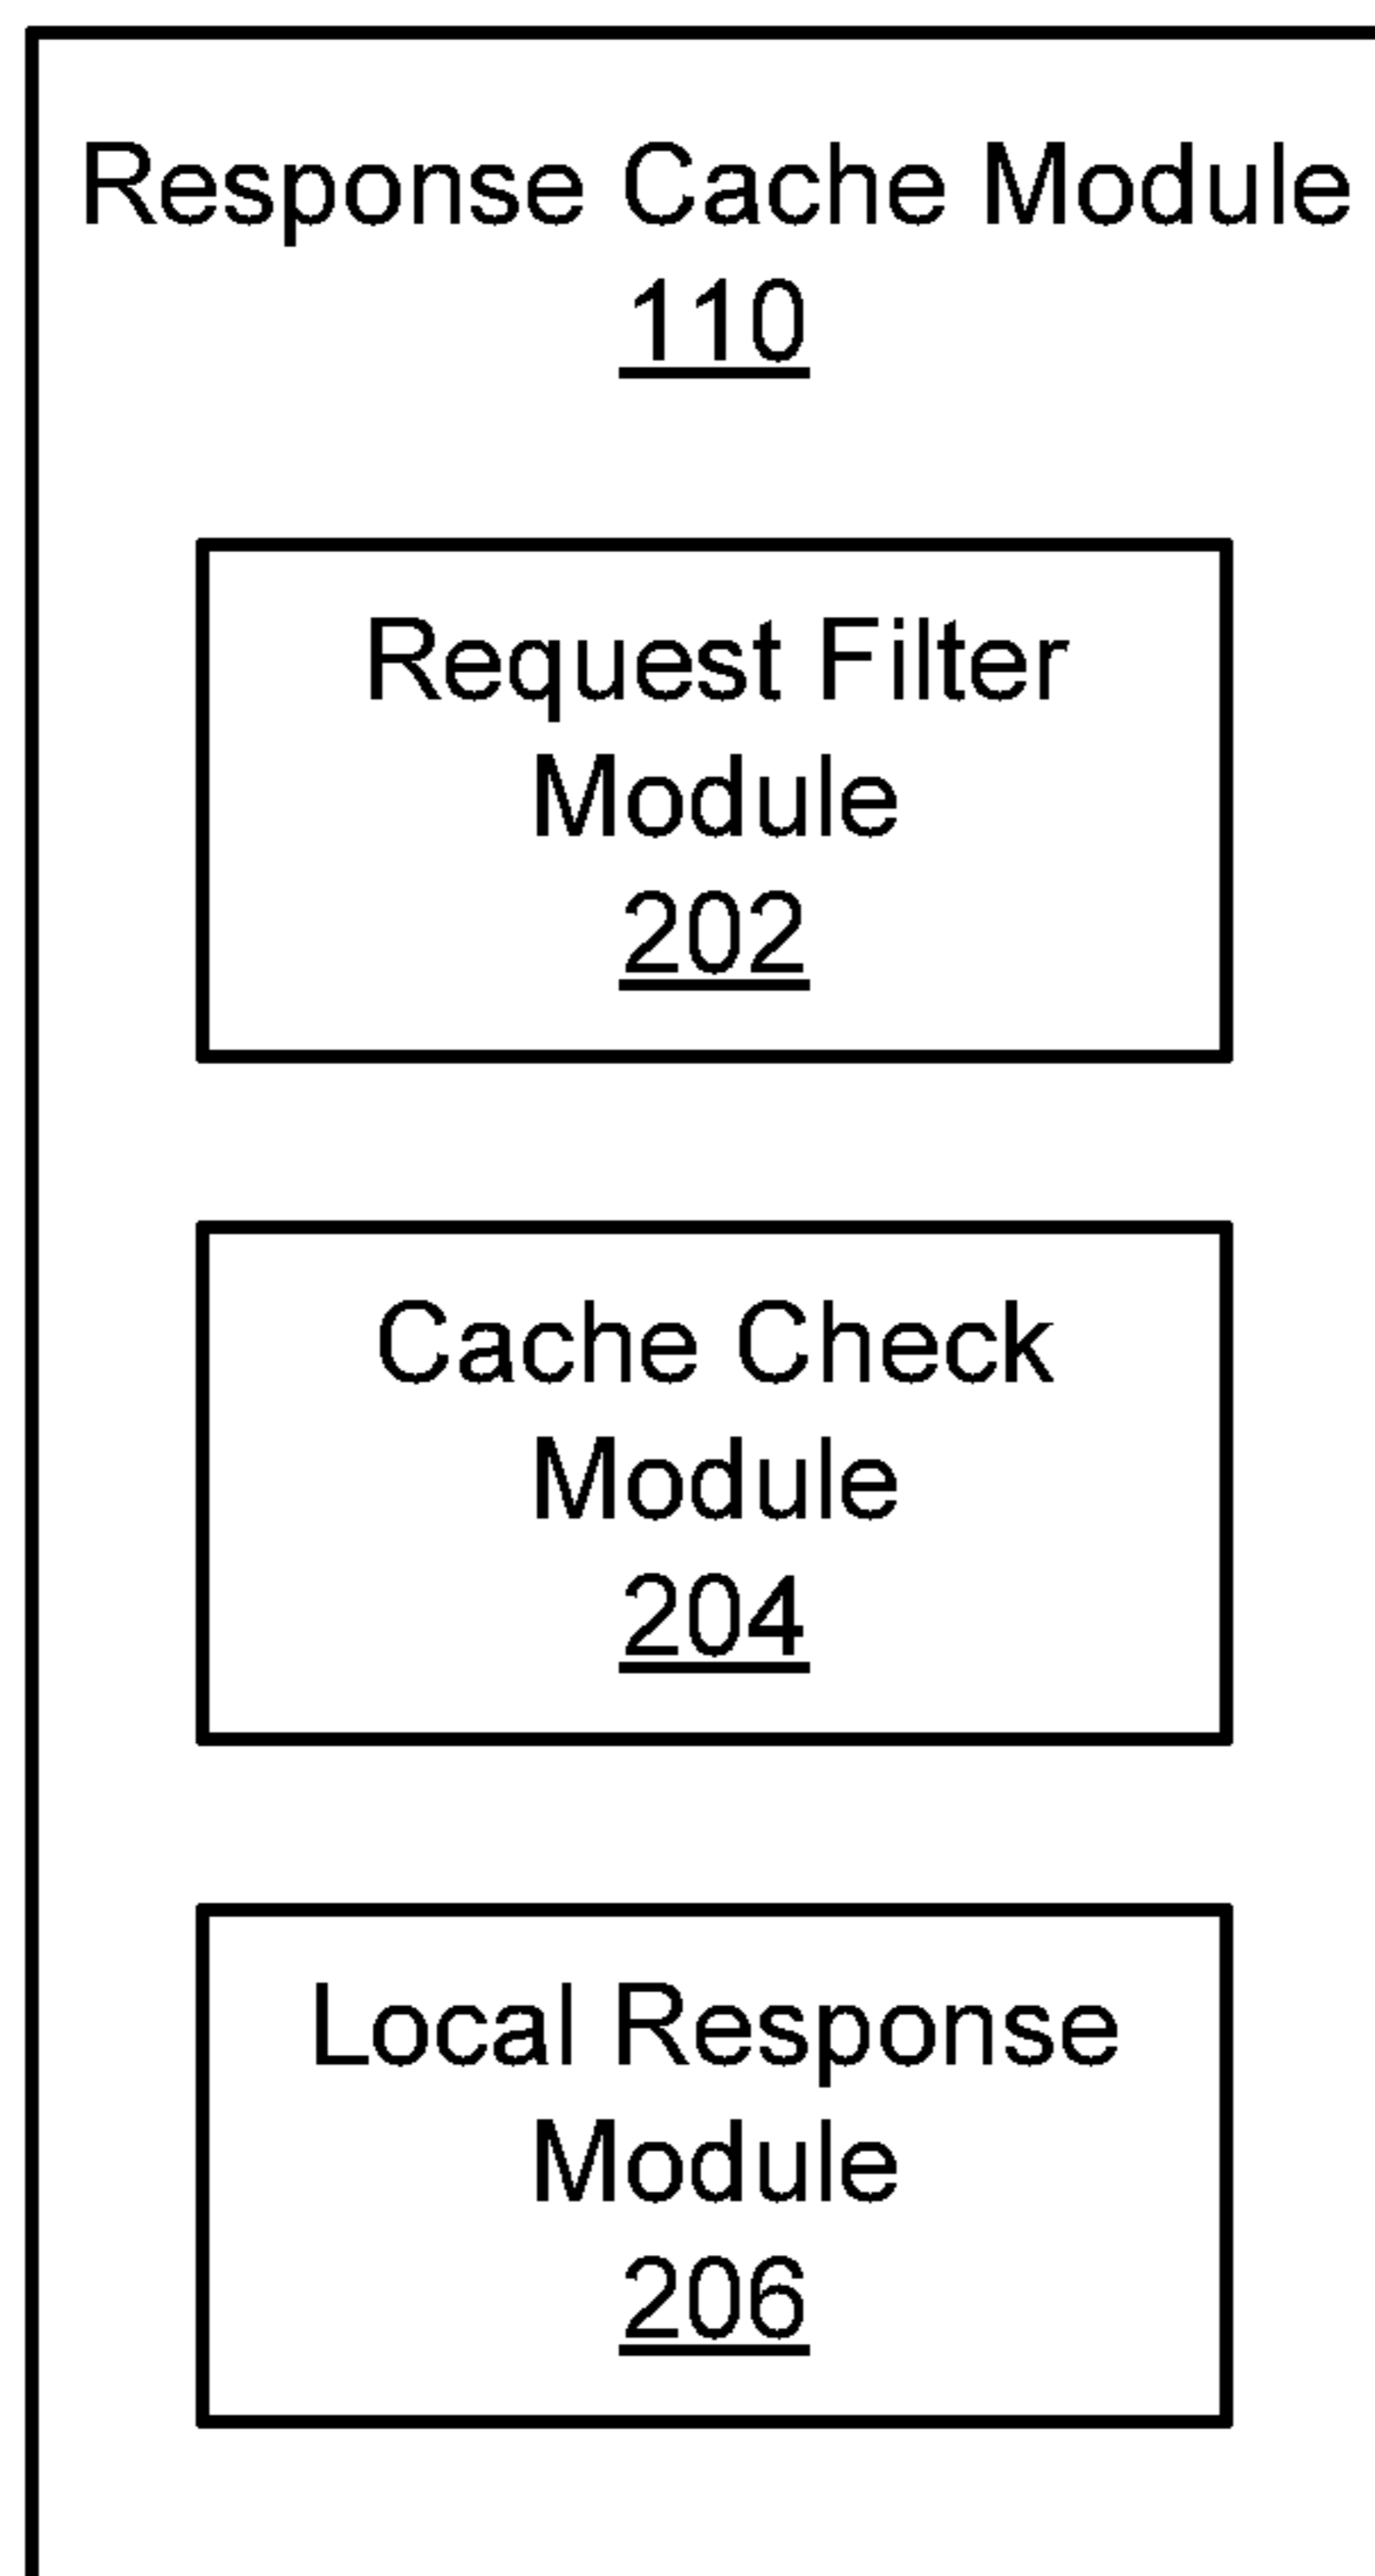 Response Cache Module
110
Request Filter
Module
202
Cache Check
Module
204
Local Response
Module
206